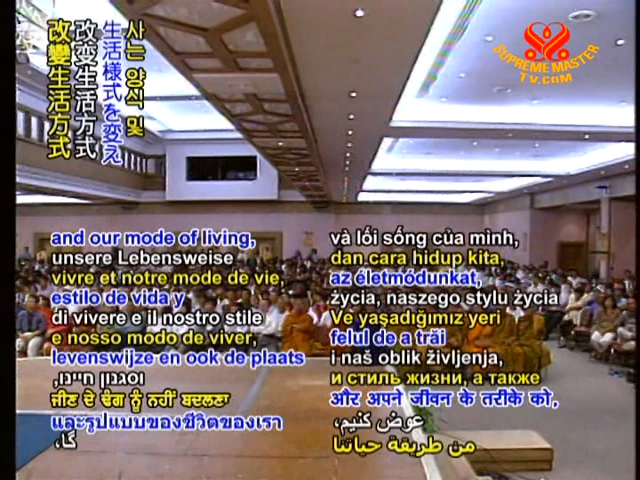 사는 양식 및
生活様式を変え
改变生活方式
改變生活方式
SUPREME MASTER
TV.COM
and our mode of living,
unsere Lebensweise
vivre et notre mode de vie,
estilo de vida y
di vivere e il nostro stile
e nosso modo de viver,
levenswijze en ook de plaats
וסגנון חיינו,
ਜੀਣ ਦੇ ਢੰਗ ਨੂੰ ਨਹੀਂ ਬਦਲਣਾ
และรูปแบบของชีวิตของเรา
گا،
và lối sống của mình,
dan cara hidup kita,
az életmódunkat,
życia, naszego stylu życia
Ve yaşadığımız yeri
felul de a trăi
i naš oblik življenja,
и стиль жизни, а также
और अपने जीवन के तरीके को,
عوض کنیم،
من طريقة حياتنا